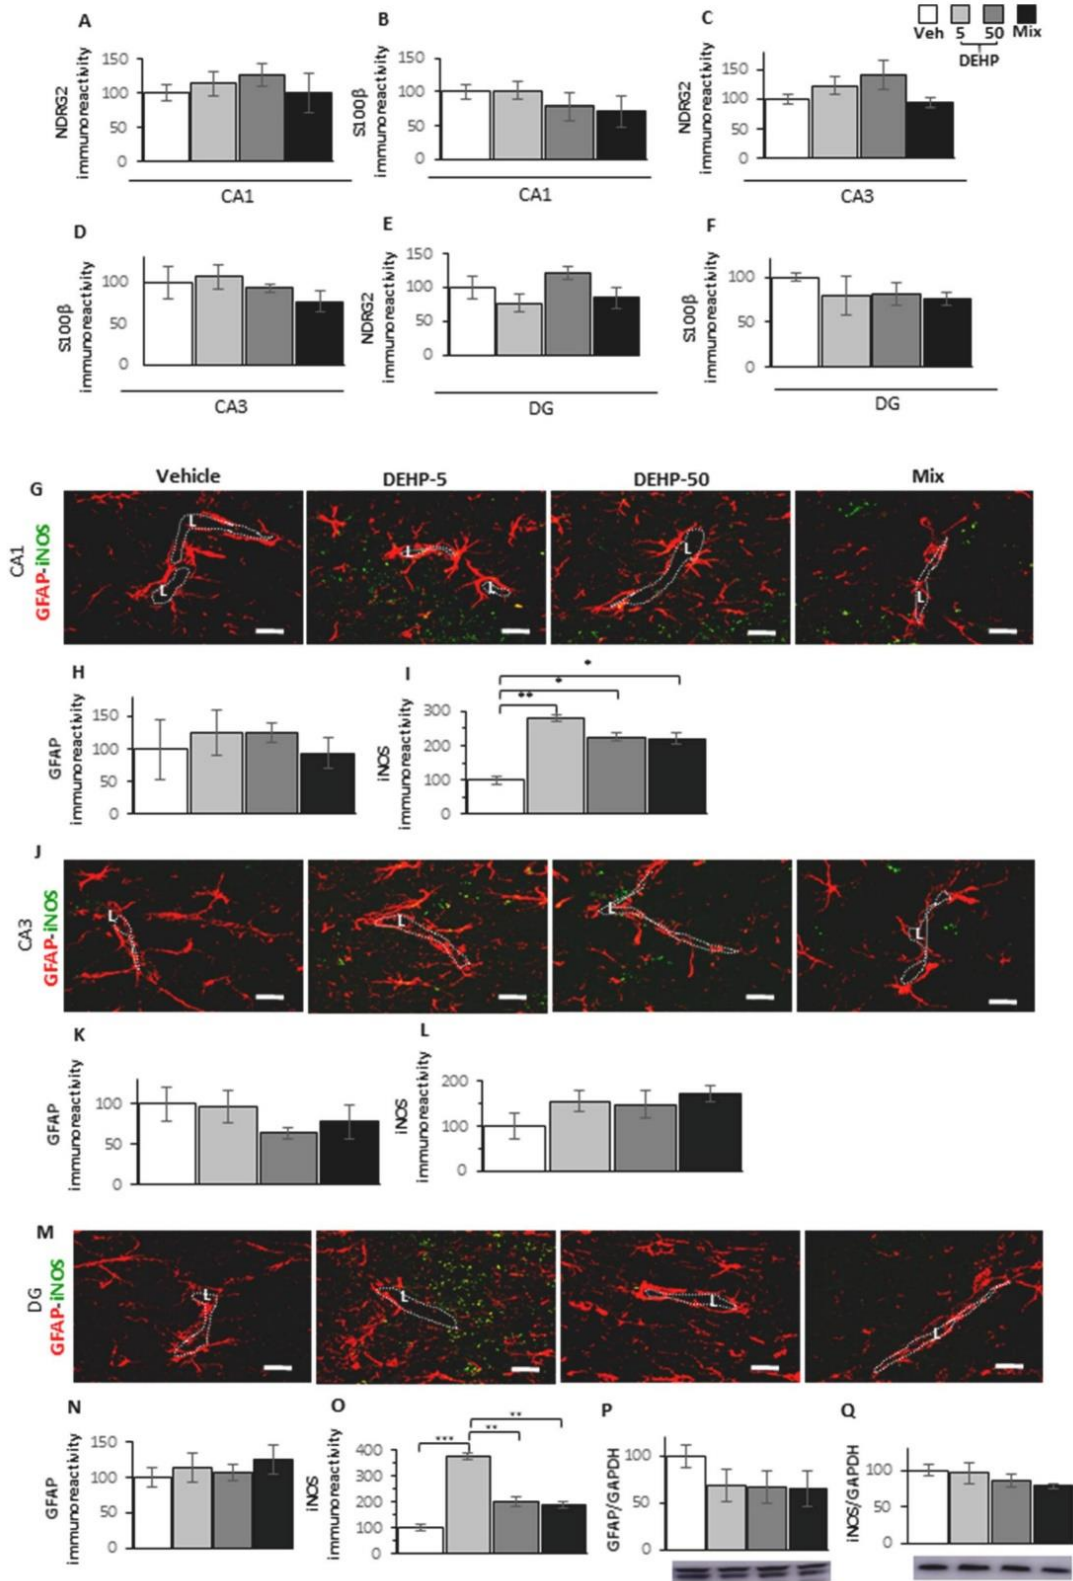 A
B
C
Veh 5 50 Mix
DEHP
NDRG2
immunoreactivity
150
100
50
0
CA1
S100β
immunoreactivity
150
100
50
0
CA1
NDRG2
immunoreactivity
150
100
50
0
CA3
D
E
F
S100β
immunoreactivity
100
50
0
CA3
NDRG2
immunoreactivity
150
100
50
0
DG
S100β
immunoreactivity
100
50
0
DG
Vehicle DEHP-5 DEHP-50 Mix
G
CA1
GFAP-iNOS
L
L
L
L
L
L
H
GFAP
immunoreactivity
150
100
50
0
I
iNOS
immunoreactivity
300
200
100
0
**
*
*
J
CA3
GFAP-iNOS
L
L
L
L
K
GFAP
immunoreactivity
100
50
0
L
iNOS
immunoreactivity
200
100
0
M
DG
GFAP-iNOS
L
L
L
L
N
GFAP
immunoreactivity
150
100
50
0
O
iNOS
immunoreactivity
400
300
200
100
0
***
**
**
P
GFAP/GAPDH
100
50
0
Q
iNOS/GAPDH
100
50
0